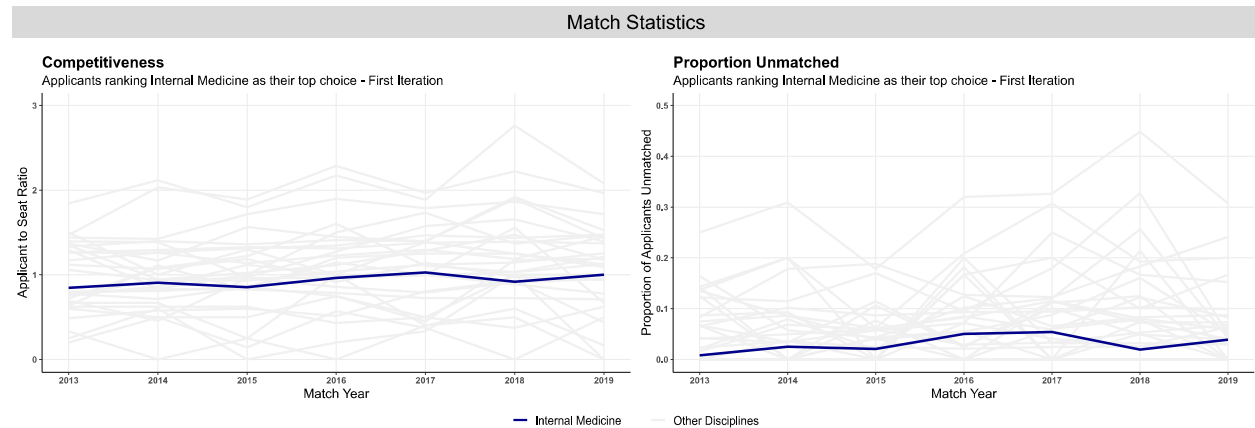 Match Statistics
Competitiveness
Applicants ranking Internal Medicine as their top choice - First Iteration
3
2
1
0
Applicant to Seat Ratio
2013 2014 2015 2016 2017 2018 2019
Match Year
Proportion Unmatched
Applicants ranking Internal Medicine as their top choice - First Iteration
0.5
0.4
0.3
0.2
0.1
0.0
Proportion of Applicants Unmatched
2013 2014 2015 2016 2017 2018 2019
Match Year
Internal Medicine Other Disciplines